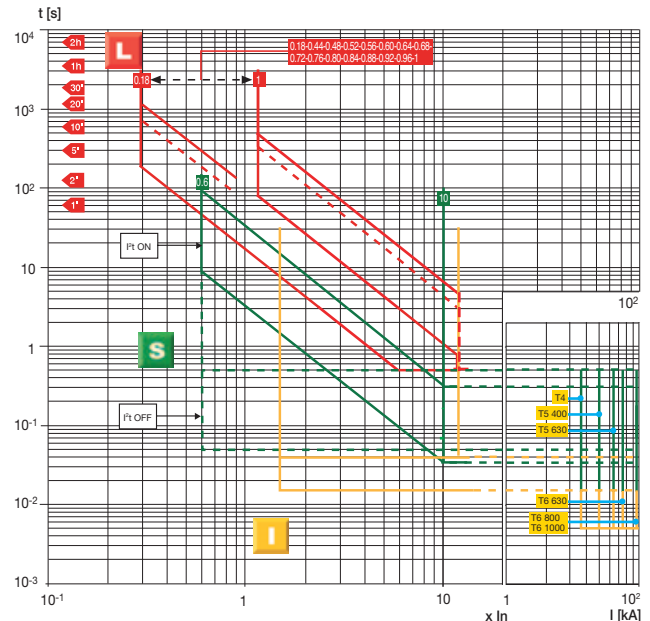 t [s]
10⁴
10³
10²
10
1
10⁻¹
10⁻²
10⁻³
2h
1h
30'
20'
10'
5'
2'
1'
L
0.18-0.44-0.48-0.52-0.56-0.60-0.64-0.68-
0.72-0.76-0.80-0.84-0.88-0.92-0.96-1
0.18
1
0.6
10
I²t ON
S
I²t OFF
I
10²
T4
T5 400
T5 630
T6 630
T6 800
T6 1000
10⁻¹
1
10
1
10²
x In
I [kA]